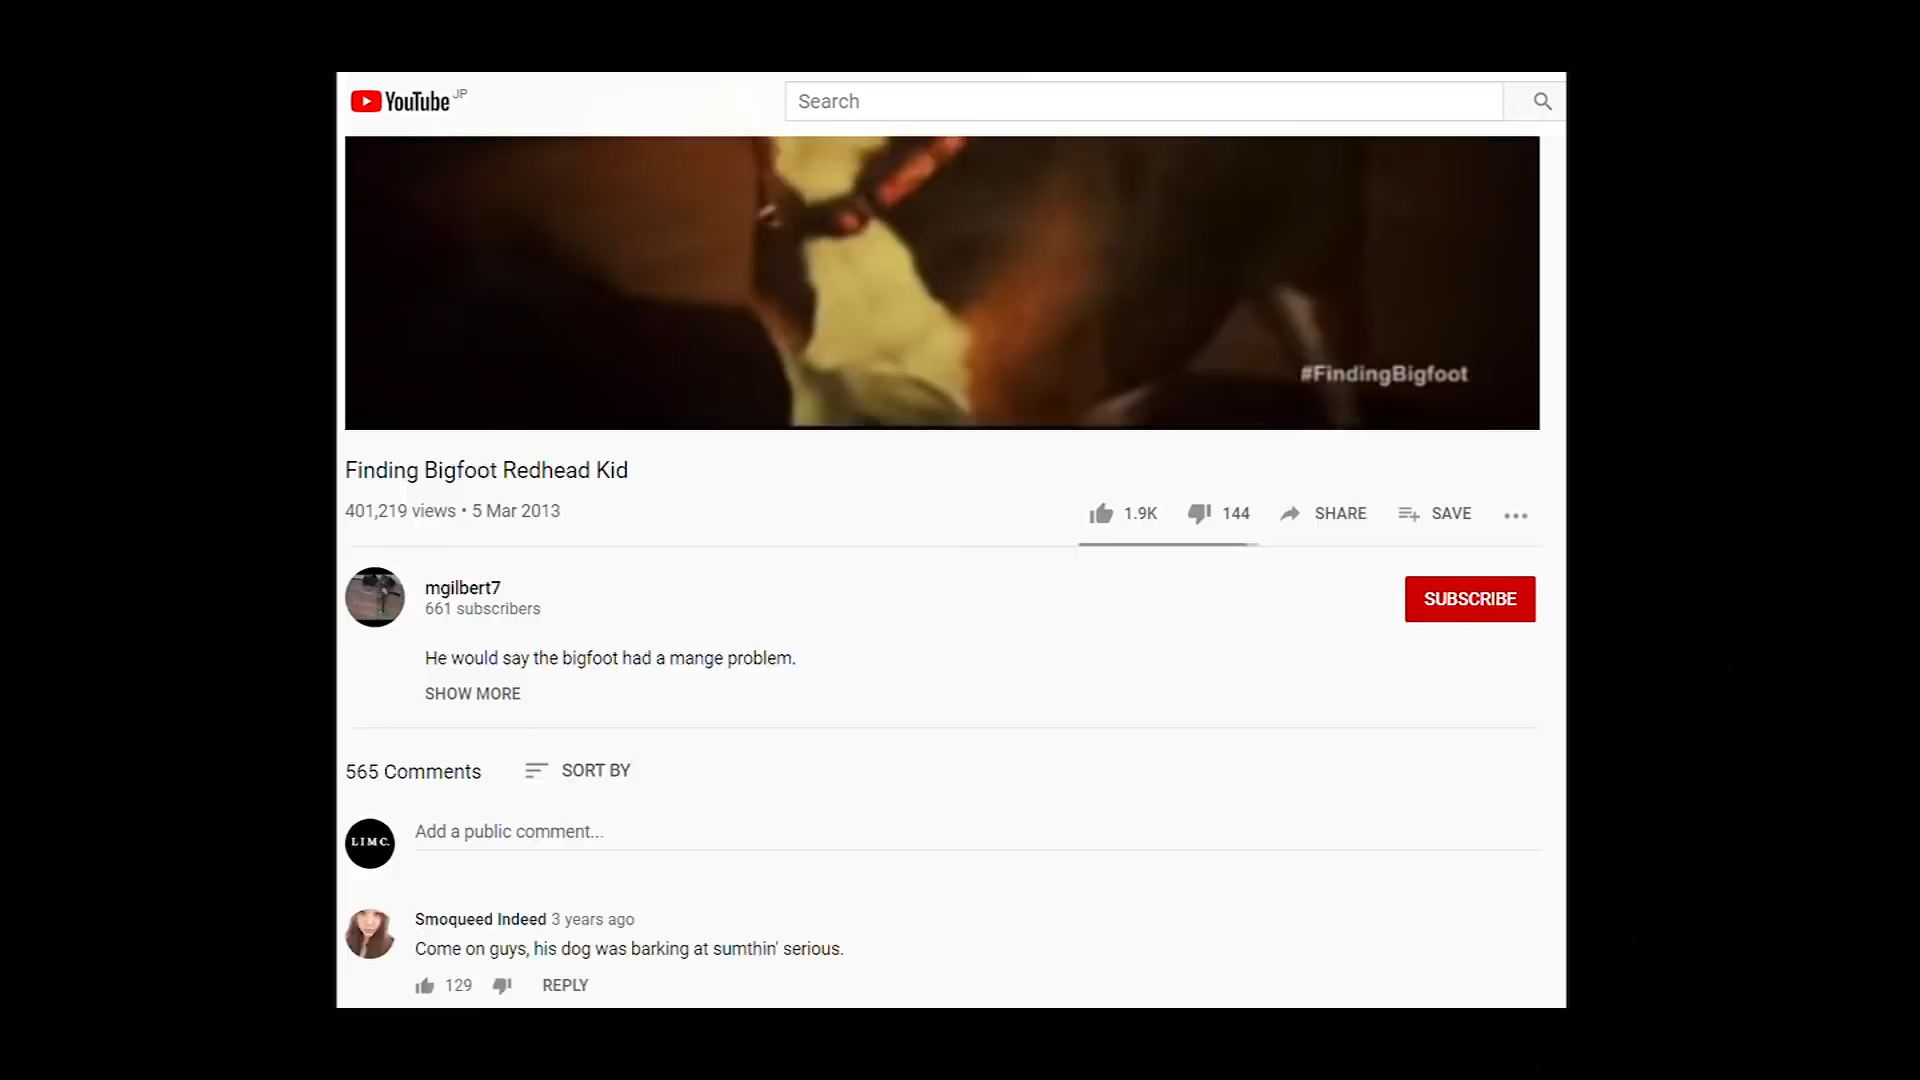 YouTube JP
Search
#FindingBigfoot
Finding Bigfoot Redhead Kid
401,219 views • 5 Mar 2013
1.9K 144 SHARE SAVE
mgilbert7
661 subscribers
SUBSCRIBE
He would say the bigfoot had a mange problem.
SHOW MORE
565 Comments SORT BY
L I M C.
Add a public comment...
Smoqueed Indeed 3 years ago
Come on guys, his dog was barking at sumthin' serious.
129 REPLY